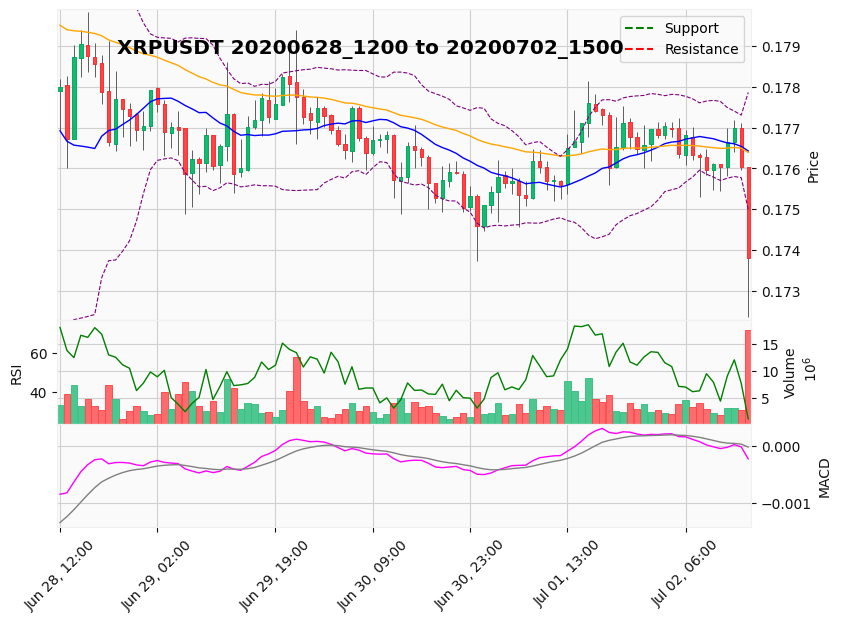 XRPUSDT 20200628_1200 to 20200702_1500
Support
Resistance
0.179
0.178
0.177
0.176
0.175
0.174
0.173
Price
60
40
RSI
15
10
5
Volume
10⁶
0.000
−0.001
MACD
Jun 28, 12:00
Jun 29, 02:00
Jun 29, 19:00
Jun 30, 09:00
Jun 30, 23:00
Jul 01, 13:00
Jul 02, 06:00